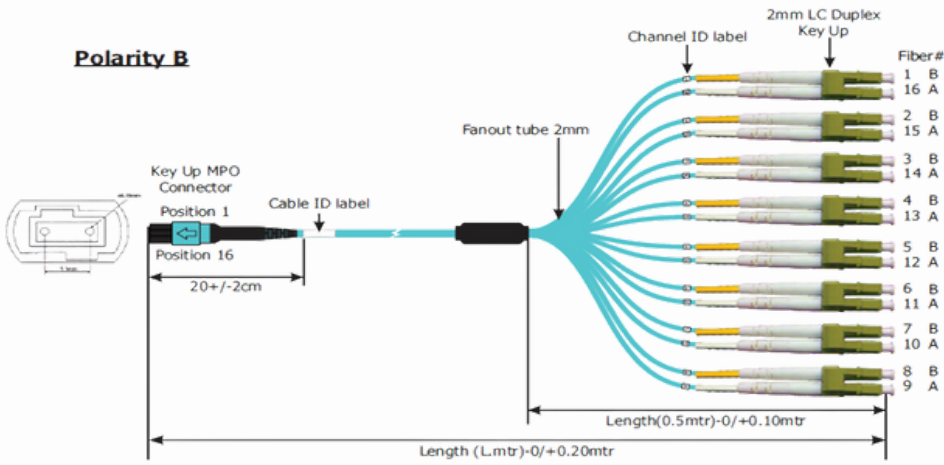 Polarity B
Channel ID label
2mm LC Duplex
Key Up
Fiber#
1 B
16 A
2 B
15 A
Fanout tube 2mm
3 B
14 A
Key Up MPO
Connector
Position 1
Cable ID label
4 B
13 A
Position 16
5 B
12 A
20+/-2cm
6 B
11 A
7 B
10 A
8 B
9 A
Length(0.5mtr)-0/+0.10mtr
Length (L.mtr)-0/+0.20mtr